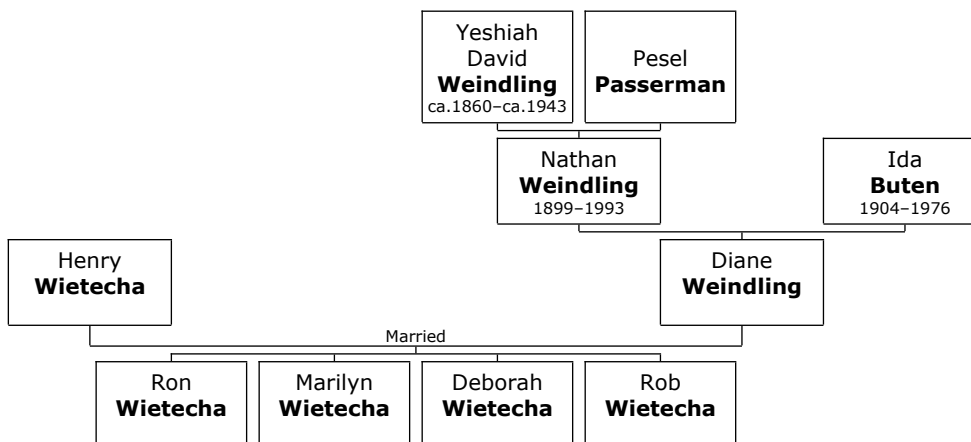 Yeshiah
David
Weindling
ca.1860–ca.1943
Pesel
Passerman
Nathan
Weindling
1899–1993
Ida
Buten
1904–1976
Henry
Wietecha
Diane
Weindling
Married
Ron
Wietecha
Marilyn
Wietecha
Deborah
Wietecha
Rob
Wietecha